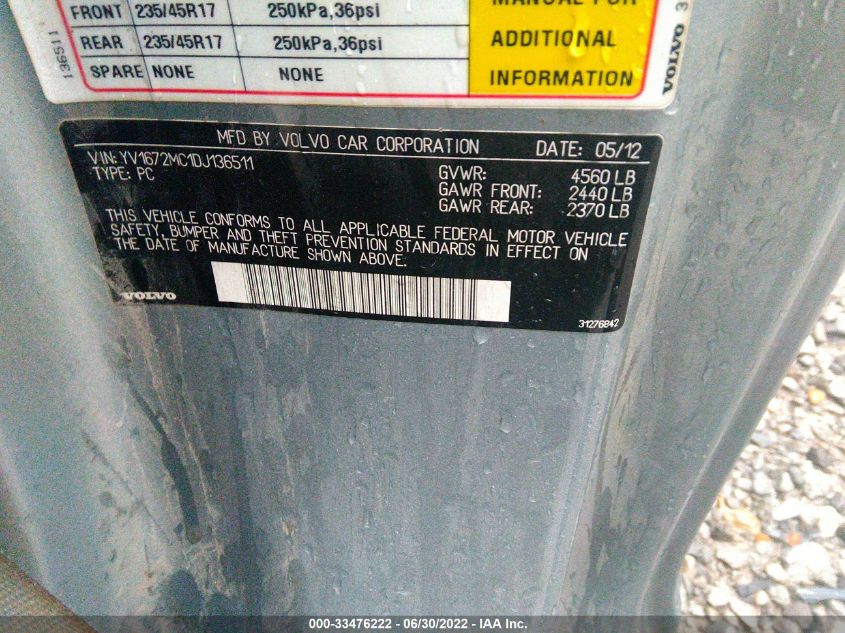 MANUAL FOR
FRONT 235/45R17 250kPa,36psi
REAR 235/45R17 250kPa,36psi
ADDITIONAL
SPARE NONE NONE
INFORMATION
136511
VOLVO 3
MFD BY VOLVO CAR CORPORATION DATE: 05/12
VIN: YV1672MC1DJ136511
TYPE: PC
GVWR: 4560 LB
GAWR FRONT: 2440 LB
GAWR REAR: 2370 LB
THIS VEHICLE CONFORMS TO ALL APPLICABLE FEDERAL MOTOR VEHICLE
SAFETY, BUMPER AND THEFT PREVENTION STANDARDS IN EFFECT ON
THE DATE OF MANUFACTURE SHOWN ABOVE.
VOLVO
31276842
000-33476222 - 06/30/2022 - IAA Inc.